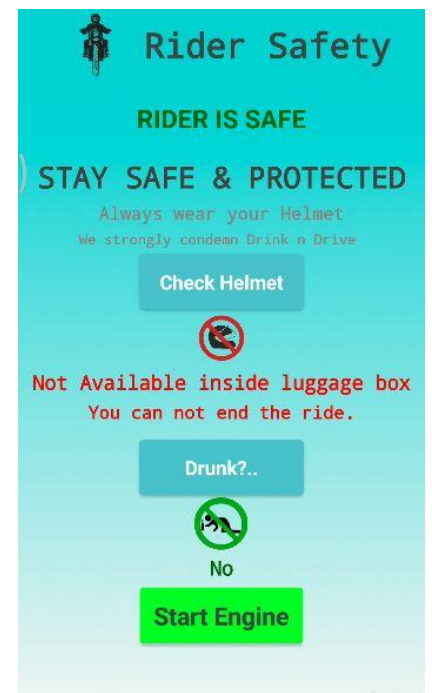 Rider Safety
RIDER IS SAFE
STAY SAFE & PROTECTED
Always wear your Helmet
We strongly condemn Drink n Drive
Check Helmet
Not Available inside luggage box
You can not end the ride.
Drunk?..
No
Start Engine